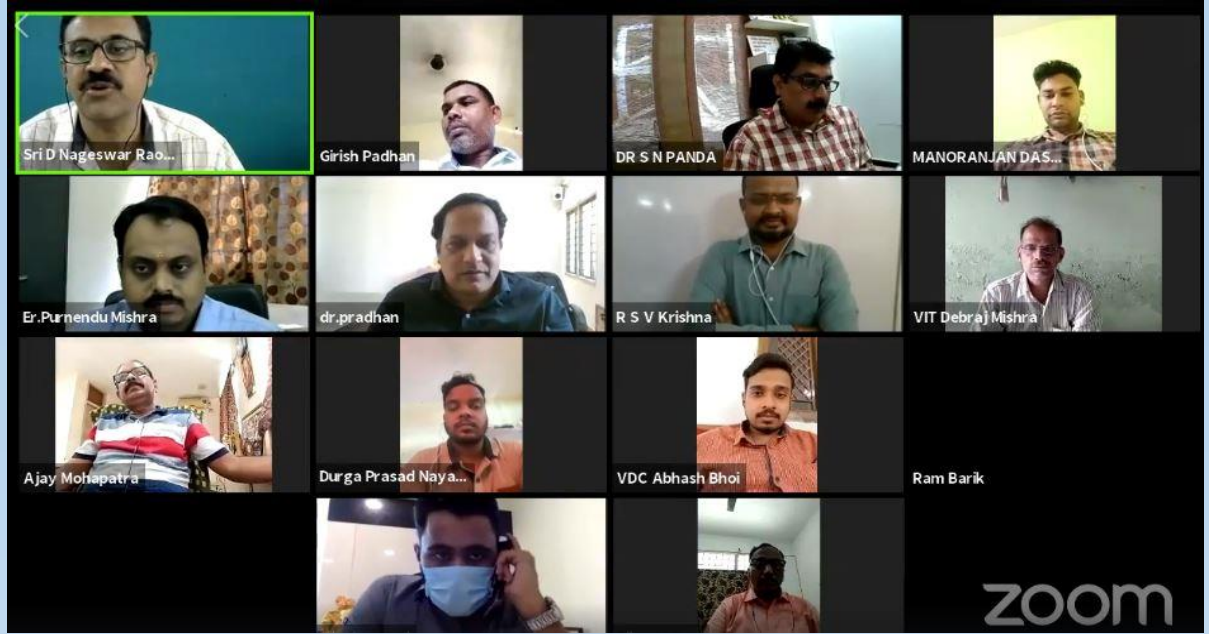 Sri D Nageswar Rao...
Girish Padhan
DR S N PANDA
MANORANJAN DAS...
Er.Purnendu Mishra
dr.pradhan
R S V Krishna
VIT Debraj Mishra
Ajay Mohapatra
Durga Prasad Naya...
VDC Abhash Bhoi
Ram Barik
zoom